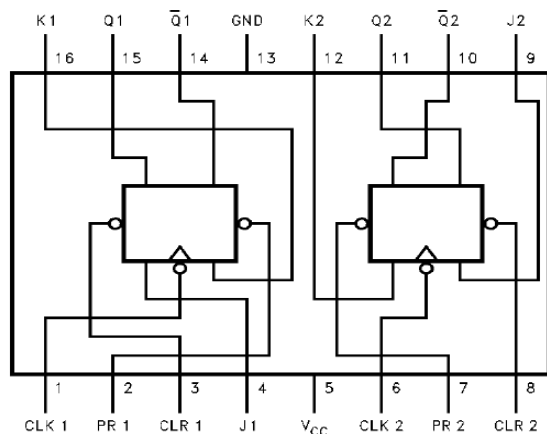 K1 Q1 Q̅1 GND K2 Q2 Q̅2 J2
16 15 14 13 12 11 10 9
1 2 3 4 5 6 7 8
CLK 1 PR 1 CLR 1 J1 VCC CLK 2 PR 2 CLR 2